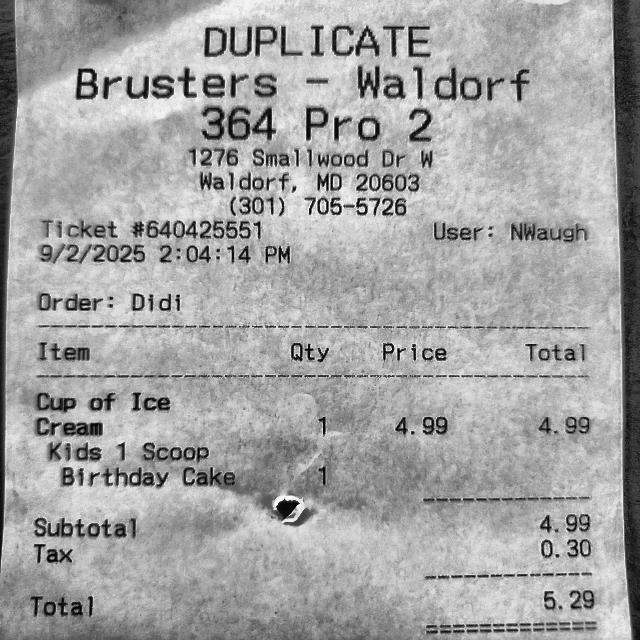 DUPLICATE
Brusters - Waldorf
364 Pro 2
1276 Smallwood Dr W
Waldorf, MD 20603
(301) 705-5726
Ticket #640425551 User: NWaugh
9/2/2025 2:04:14 PM
Order: Didi
Item Qty Price Total
Cup of Ice
Cream 1 4.99 4.99
Kids 1 Scoop
Birthday Cake 1
Subtotal 4.99
Tax 0.30
Total 5.29